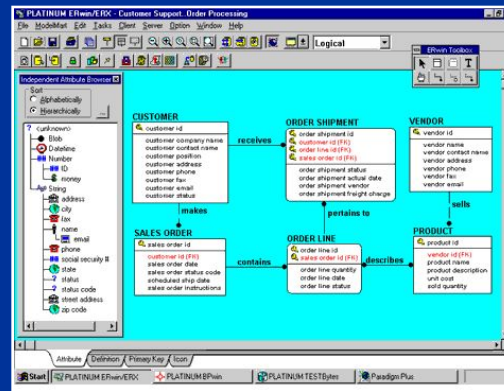 PLATINUM ERwin/ERX - Customer Support..Order Processing
File ModelMart Edit Tasks Client Server Option Window Help
Logical
ERwin Toolbox
Independent Attribute Browser
Sort
Alphabetically
Hierarchically
...
<unknown>
Blob
Datetime
Number
ID
money
String
address
city
fax
name
email
phone
social security #
state
status
status code
street address
zip code
CUSTOMER
customer id
customer company name
customer contact name
customer position
customer address
customer phone
customer fax
customer email
customer status
receives
ORDER SHIPMENT
order shipment id
customer id (FK)
order line id (FK)
sales order id (FK)
order shipment status
order shipment actual date
order shipment vendor
order shipment freight charge
VENDOR
vendor id
vendor name
vendor contact name
vendor address
vendor phone
vendor fax
vendor email
makes
pertains to
sells
SALES ORDER
sales order id
customer id (FK)
sales order date
sales order status code
scheduled ship date
sales order instructions
contains
ORDER LINE
order line id
sales order id (FK)
order line quantity
order line date
order line status
describes
PRODUCT
product id
vendor id (FK)
product name
product description
unit cost
sold quantity
Attribute Definition Primary Key Icon
Start PLATINUM ERwin/ERX PLATINUM BPwin PLATINUM TESTBytes Paradigm Plus